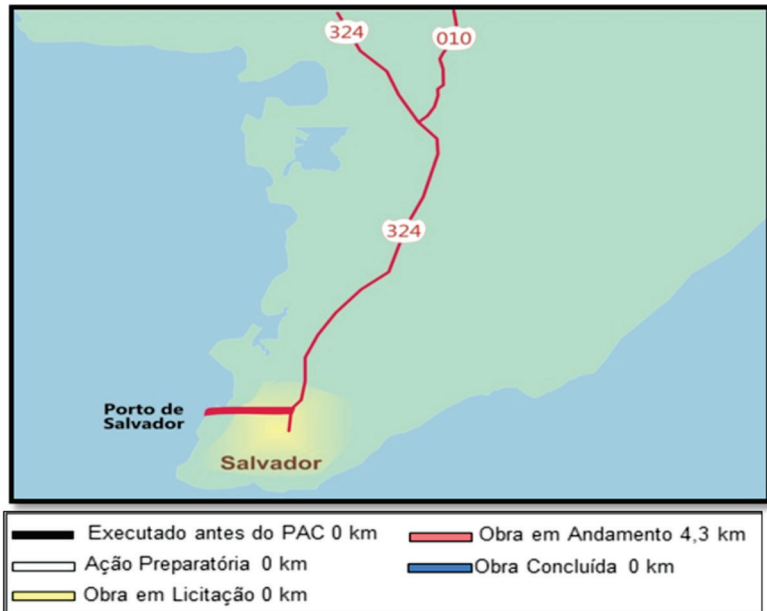 324
010
324
Porto de
Salvador
Salvador
Executado antes do PAC 0 km
Obra em Andamento 4,3 km
Ação Preparatória 0 km
Obra Concluída 0 km
Obra em Licitação 0 km